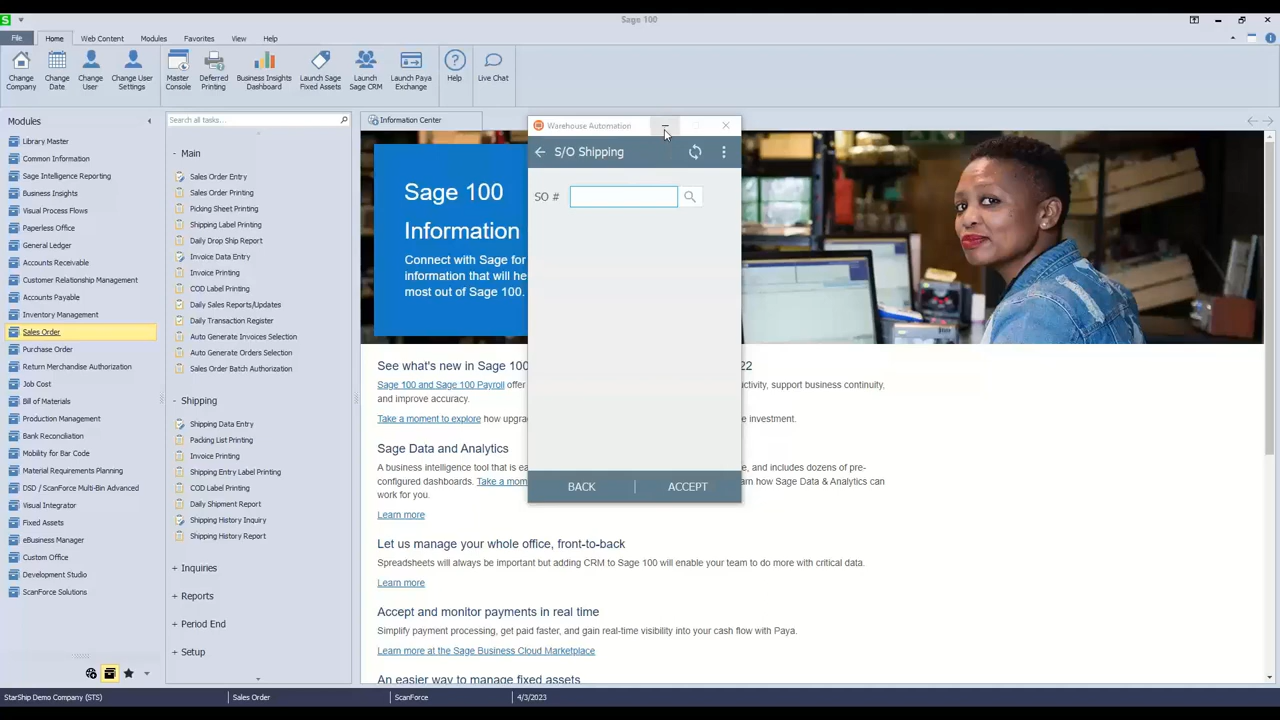 Sage 100
File
Home
Web Content
Modules
Favorites
View
Help
Change Company
Change Date
Change User
Change User Settings
Master Console
Deferred Printing
Business Insights Dashboard
Launch Sage Fixed Assets
Launch Sage CRM
Launch Paya Exchange
Help
Live Chat
Modules
Library Master
Common Information
Sage Intelligence Reporting
Business Insights
Visual Process Flows
Paperless Office
General Ledger
Accounts Receivable
Customer Relationship Management
Accounts Payable
Inventory Management
Sales Order
Purchase Order
Return Merchandise Authorization
Job Cost
Bill of Materials
Production Management
Bank Reconciliation
Mobility for Bar Code
Material Requirements Planning
DSD / ScanForce Multi-Bin Advanced
Visual Integrator
Fixed Assets
eBusiness Manager
Custom Office
Development Studio
ScanForce Solutions
Search all tasks...
- Main
Sales Order Entry
Sales Order Printing
Picking Sheet Printing
Shipping Label Printing
Daily Drop Ship Report
Invoice Data Entry
Invoice Printing
COD Label Printing
Daily Sales Reports/Updates
Daily Transaction Register
Auto Generate Invoices Selection
Auto Generate Orders Selection
Sales Order Batch Authorization
- Shipping
Shipping Data Entry
Packing List Printing
Invoice Printing
Shipping Entry Label Printing
COD Label Printing
Daily Shipment Report
Shipping History Inquiry
Shipping History Report
+ Inquiries
+ Reports
+ Period End
+ Setup
Information Center
Sage 100
Information
Connect with Sage for
information that will he
most out of Sage 100.
Warehouse Automation
S/O Shipping
SO #
BACK
ACCEPT
See what's new in Sage 100 22
Sage 100 and Sage 100 Payroll offer uctivity, support business continuity,
and improve accuracy.
Take a moment to explore how upgra e investment.
Sage Data and Analytics
A business intelligence tool that is ea e, and includes dozens of pre-
configured dashboards. Take a mom rn how Sage Data & Analytics can
work for you.
Learn more
Let us manage your whole office, front-to-back
Spreadsheets will always be important but adding CRM to Sage 100 will enable your team to do more with critical data.
Learn more
Accept and monitor payments in real time
Simplify payment processing, get paid faster, and gain real-time visibility into your cash flow with Paya.
Learn more at the Sage Business Cloud Marketplace
An easier way to manage fixed assets
StarShip Demo Company (STS)
Sales Order
ScanForce
4/3/2023